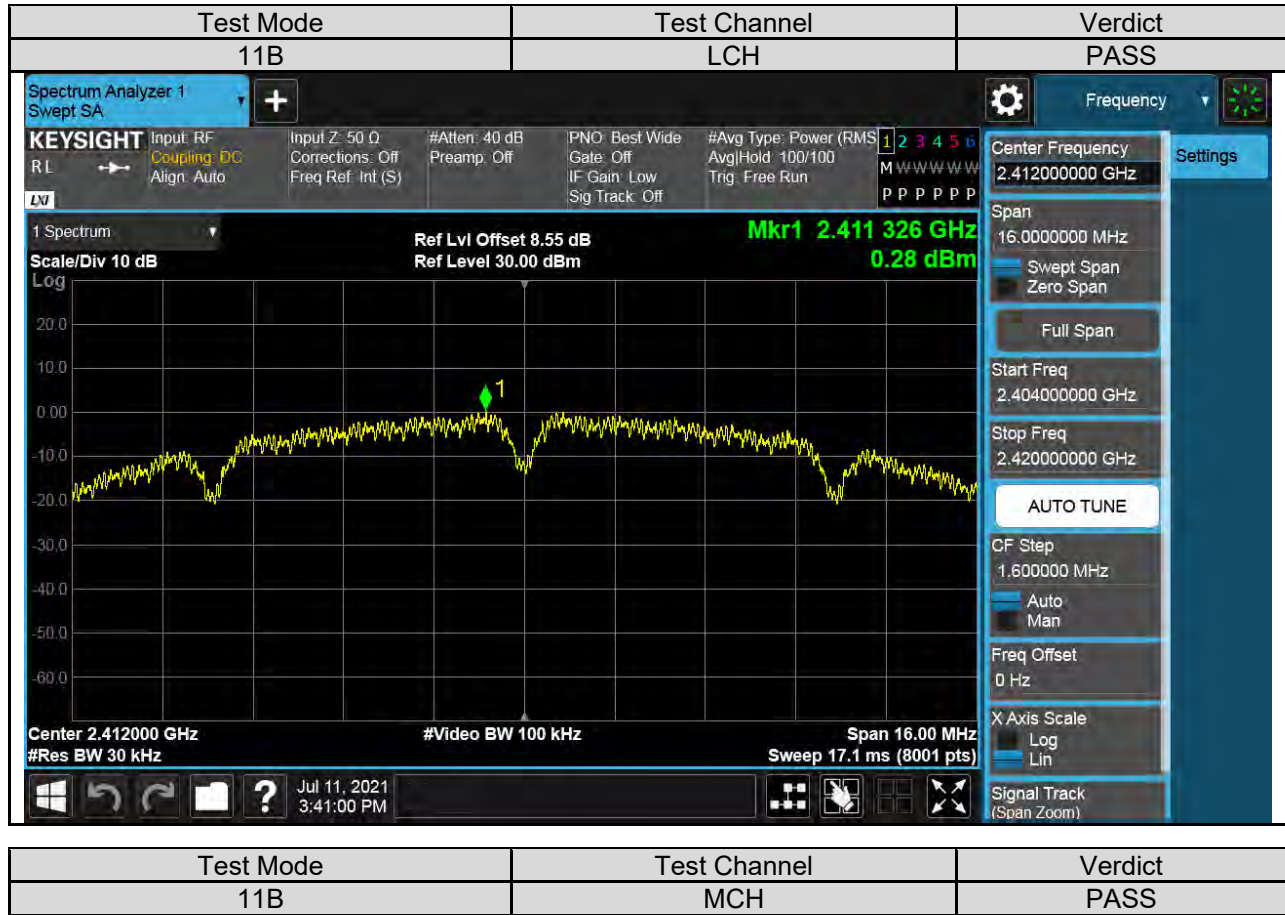 Test Mode Test Channel Verdict
11B LCH PASS
Spectrum Analyzer 1
Swept SA
+
Frequency
KEYSIGHT Input: RF Input Z: 50 Ω #Atten: 40 dB PNO: Best Wide #Avg Type: Power (RMS 1 2 3 4 5 6
RL Coupling: DC Corrections: Off Preamp: Off Gate: Off Avg|Hold: 100/100 M W W W W W
Align: Auto Freq Ref: Int (S) IF Gain: Low Trig: Free Run
LXI Sig Track: Off P P P P P P
1 Spectrum
Scale/Div 10 dB
Ref Lvl Offset 8.55 dB
Ref Level 30.00 dBm
Mkr1 2.411 326 GHz
0.28 dBm
Log
20.0
10.0
0.00
-10.0
-20.0
-30.0
-40.0
-50.0
-60.0
1
Center 2.412000 GHz #Video BW 100 kHz Span 16.00 MHz
#Res BW 30 kHz Sweep 17.1 ms (8001 pts)
?
Jul 11, 2021
3:41:00 PM
Center Frequency
2.412000000 GHz
Settings
Span
16.0000000 MHz
Swept Span
Zero Span
Full Span
Start Freq
2.404000000 GHz
Stop Freq
2.420000000 GHz
AUTO TUNE
CF Step
1.600000 MHz
Auto
Man
Freq Offset
0 Hz
X Axis Scale
Log
Lin
Signal Track
(Span Zoom)
Test Mode Test Channel Verdict
11B MCH PASS